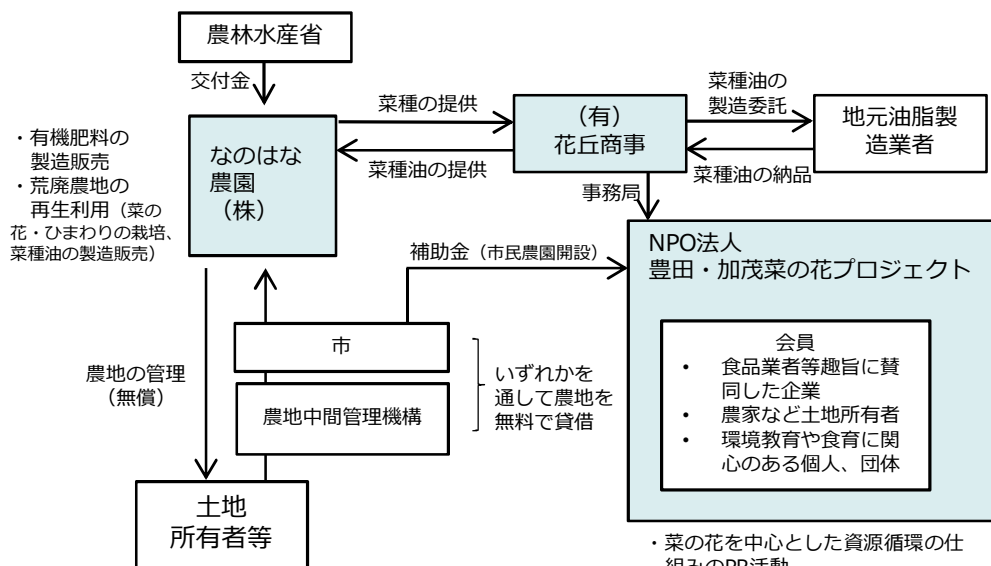 農林水産省
交付金
・有機肥料の
製造販売
・荒廃農地の
再生利用（菜の
花・ひまわりの栽培、
菜種油の製造販売）
なのはな
農園
（株）
菜種の提供
菜種油の提供
（有）
花丘商事
菜種油の
製造委託
菜種油の納品
地元油脂製
造業者
事務局
補助金（市民農園開設）
NPO法人
豊田・加茂菜の花プロジェクト
会員
• 食品業者等趣旨に賛
同した企業
• 農家など土地所有者
• 環境教育や食育に関
心のある個人、団体
市
農地中間管理機構
いずれかを
通して農地を
無料で貸借
農地の管理
（無償）
土地
所有者等
・菜の花を中心とした資源循環の仕
組みのPR活動